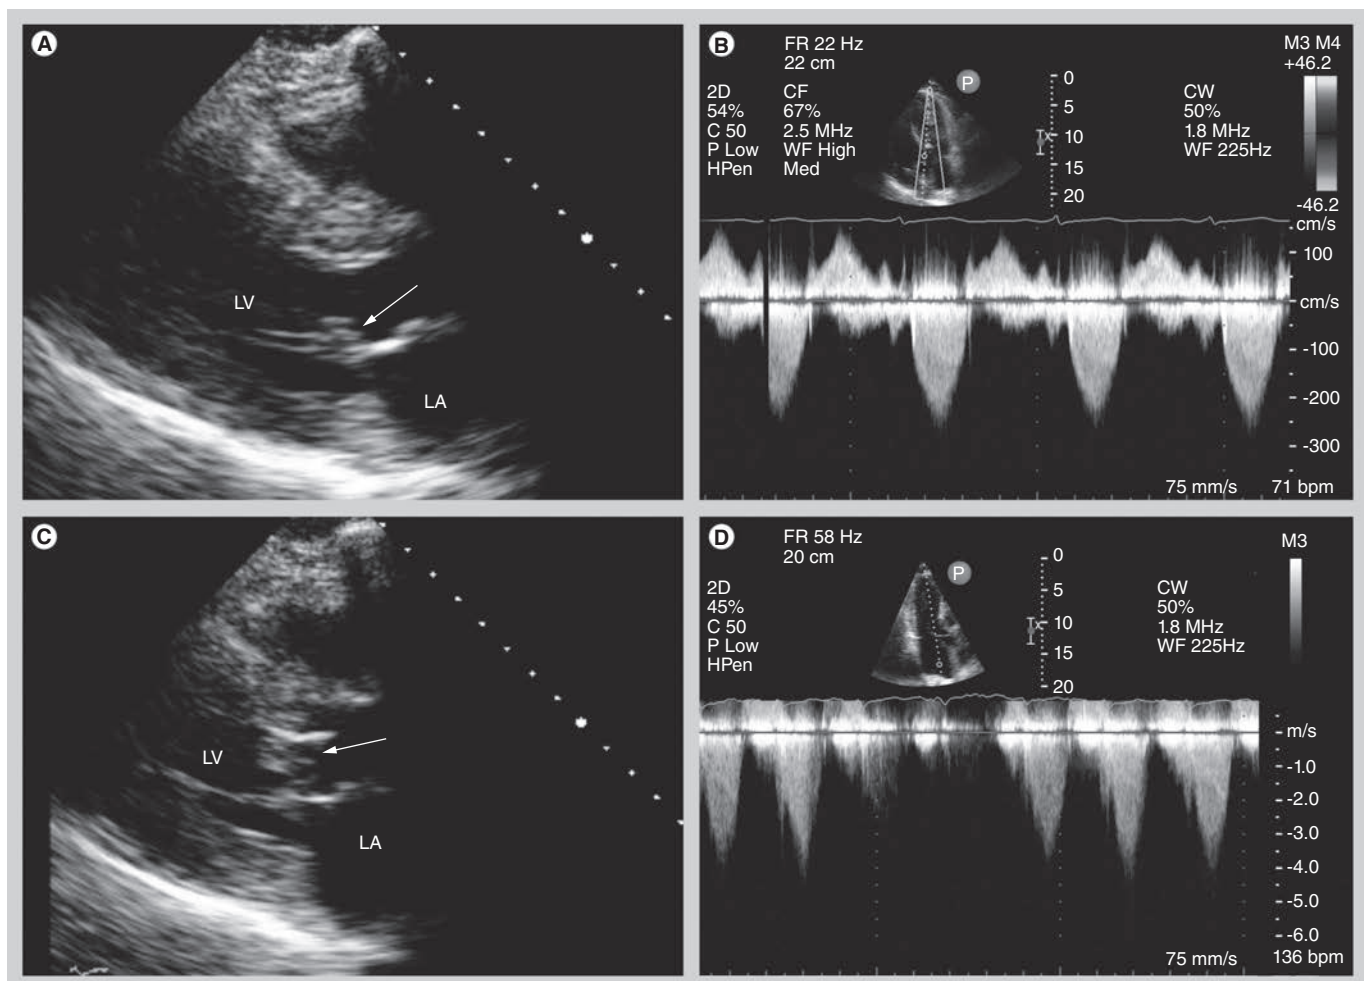 A
LV
LA
B
FR 22 Hz
22 cm
2D
54%
C 50
P Low
HPen
CF
67%
2.5 MHz
WF High
Med
P
0
5
10
15
20
CW
50%
1.8 MHz
WF 225Hz
M3 M4
+46.2
-46.2
cm/s
100
cm/s
-100
-200
-300
75 mm/s
71 bpm
C
LV
LA
D
FR 58 Hz
20 cm
2D
45%
C 50
P Low
HPen
P
0
5
10
15
20
CW
50%
1.8 MHz
WF 225Hz
M3
m/s
-1.0
-2.0
-3.0
-4.0
-5.0
-6.0
75 mm/s
136 bpm